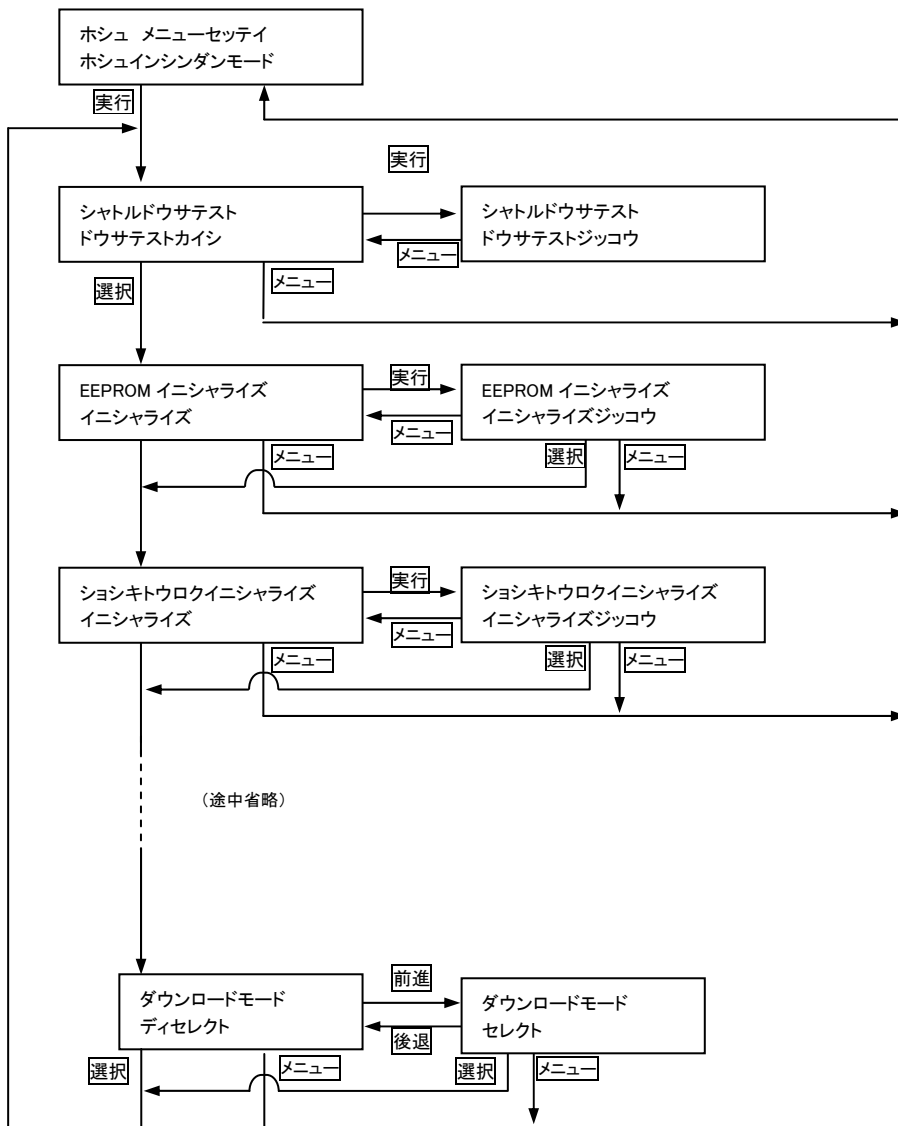 ホシュ メニューセッテイ
ホシュインシンダンモード
実行
実行
シャトルドウサテスト
ドウサテストカイシ
シャトルドウサテスト
ドウサテストジッコウ
メニュー
選択
メニュー
EEPROM イニシャライズ
イニシャライズ
実行
メニュー
EEPROM イニシャライズ
イニシャライズジッコウ
メニュー
選択
メニュー
ショシキトウロクイニシャライズ
イニシャライズ
実行
メニュー
ショシキトウロクイニシャライズ
イニシャライズジッコウ
メニュー
選択
メニュー
（途中省略）
ダウンロードモード
ディセレクト
前進
後退
ダウンロードモード
セレクト
選択
メニュー
選択
メニュー